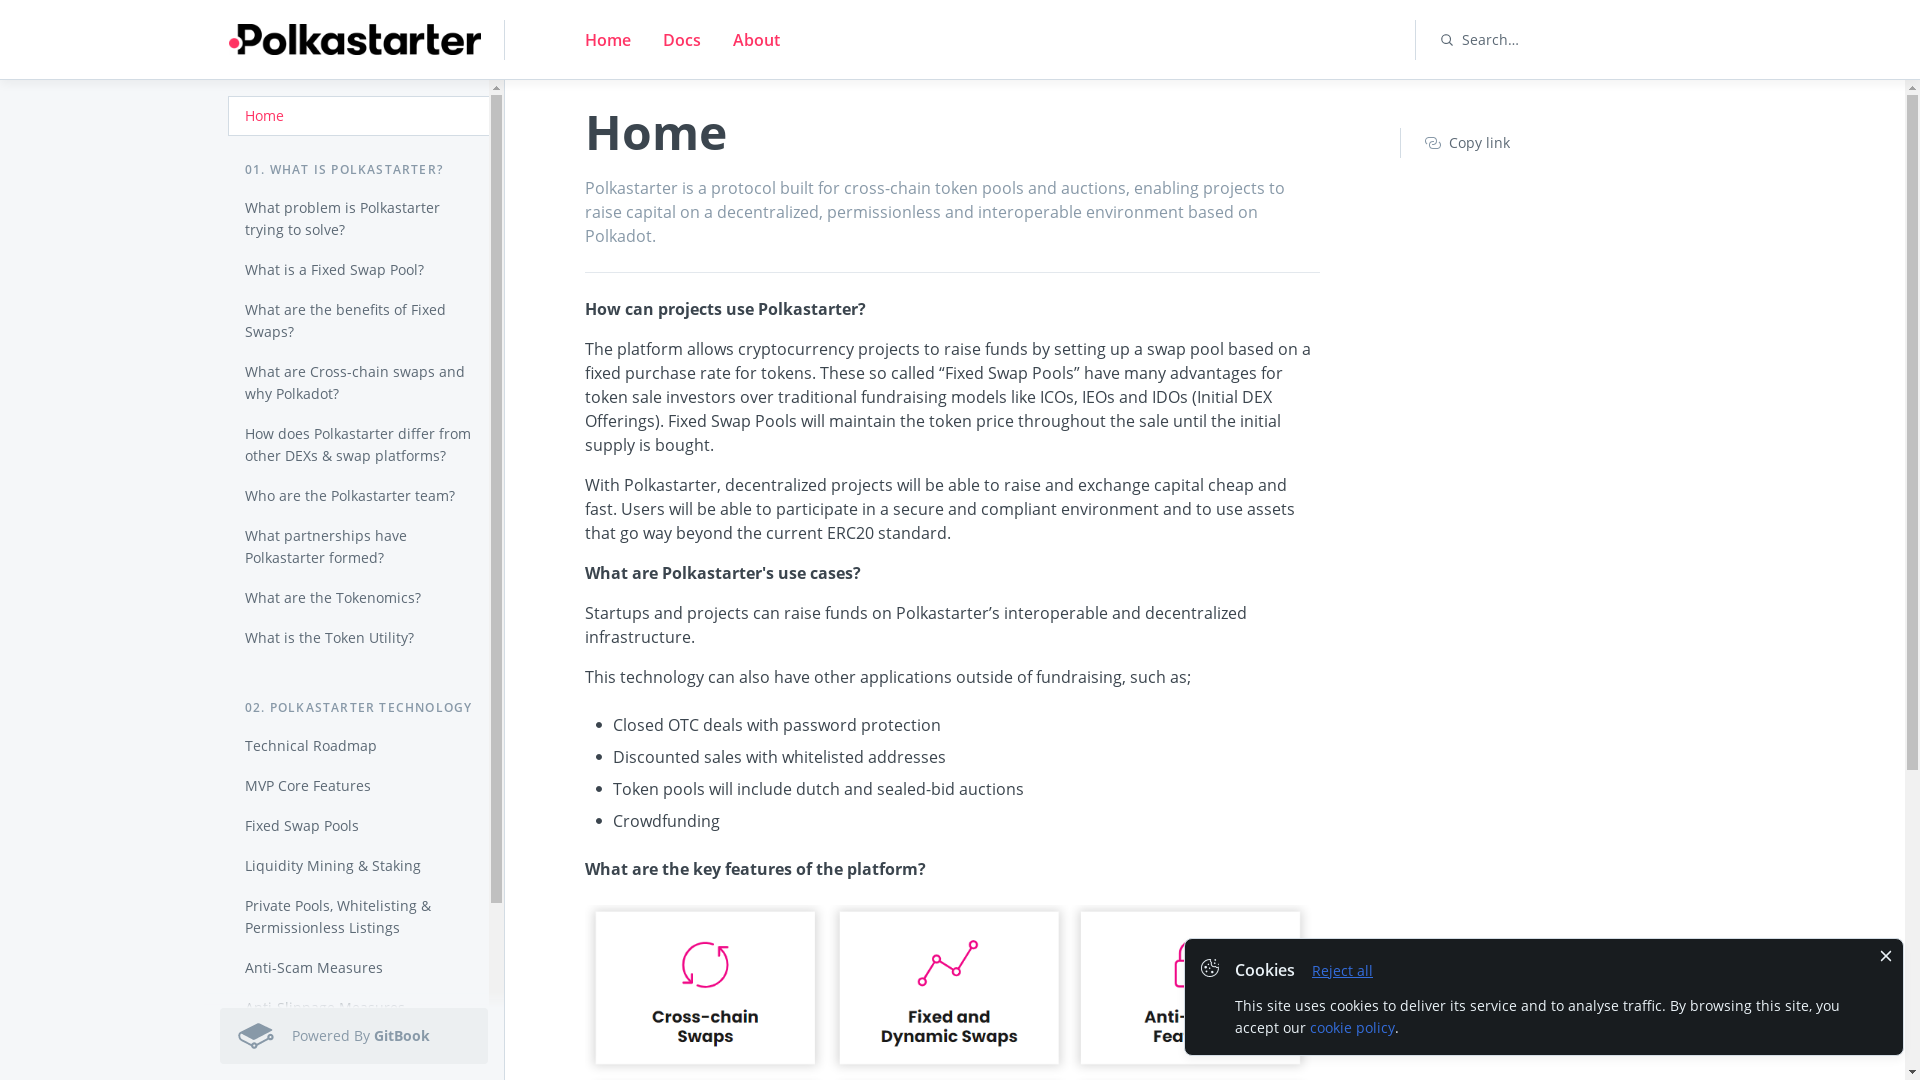 Polkastarter
Home
Docs
About
Search…
Home
01. WHAT IS POLKASTARTER?
What problem is Polkastarter
trying to solve?
What is a Fixed Swap Pool?
What are the benefits of Fixed
Swaps?
What are Cross-chain swaps and
why Polkadot?
How does Polkastarter differ from
other DEXs & swap platforms?
Who are the Polkastarter team?
What partnerships have
Polkastarter formed?
What are the Tokenomics?
What is the Token Utility?
02. POLKASTARTER TECHNOLOGY
Technical Roadmap
MVP Core Features
Fixed Swap Pools
Liquidity Mining & Staking
Private Pools, Whitelisting &
Permissionless Listings
Anti-Scam Measures
Anti-Slippage Measures
Powered By GitBook
Home
Copy link
Polkastarter is a protocol built for cross-chain token pools and auctions, enabling projects to
raise capital on a decentralized, permissionless and interoperable environment based on
Polkadot.
How can projects use Polkastarter?
The platform allows cryptocurrency projects to raise funds by setting up a swap pool based on a
fixed purchase rate for tokens. These so called “Fixed Swap Pools” have many advantages for
token sale investors over traditional fundraising models like ICOs, IEOs and IDOs (Initial DEX
Offerings). Fixed Swap Pools will maintain the token price throughout the sale until the initial
supply is bought.
With Polkastarter, decentralized projects will be able to raise and exchange capital cheap and
fast. Users will be able to participate in a secure and compliant environment and to use assets
that go way beyond the current ERC20 standard.
What are Polkastarter's use cases?
Startups and projects can raise funds on Polkastarter’s interoperable and decentralized
infrastructure.
This technology can also have other applications outside of fundraising, such as;
Closed OTC deals with password protection
Discounted sales with whitelisted addresses
Token pools will include dutch and sealed-bid auctions
Crowdfunding
What are the key features of the platform?
Cross-chain
Swaps
Fixed and
Dynamic Swaps
Cookies
Reject all
This site uses cookies to deliver its service and to analyse traffic. By browsing this site, you
accept our cookie policy.